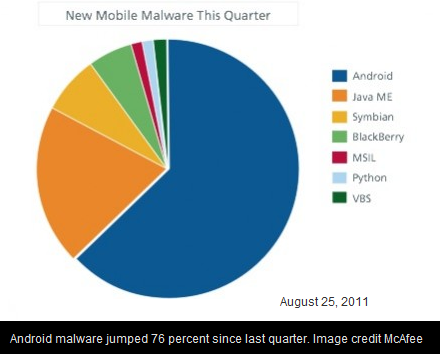 New Mobile Malware This Quarter
Android
Java ME
Symbian
BlackBerry
MSIL
Python
VBS
August 25, 2011
Android malware jumped 76 percent since last quarter. Image credit McAfee